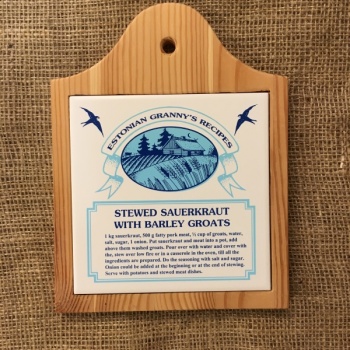 ESTONIAN GRANNY'S RECIPES
STEWED SAUERKRAUT
WITH BARLEY GROATS
1 kg sauerkraut, 500 g fatty pork meat, ½ cup of groats, water,
salt, sugar, 1 onion. Put sauerkraut and meat into a pot, add
above them washed groats. Pour over with water and cover with
the, stew over low fire or in a casserole in the oven, till all the
ingredients are prepared. Do the seasoning with salt and sugar.
Onion could be added at the beginning or at the end of stewing.
Serve with potatoes and stewed meat dishes.